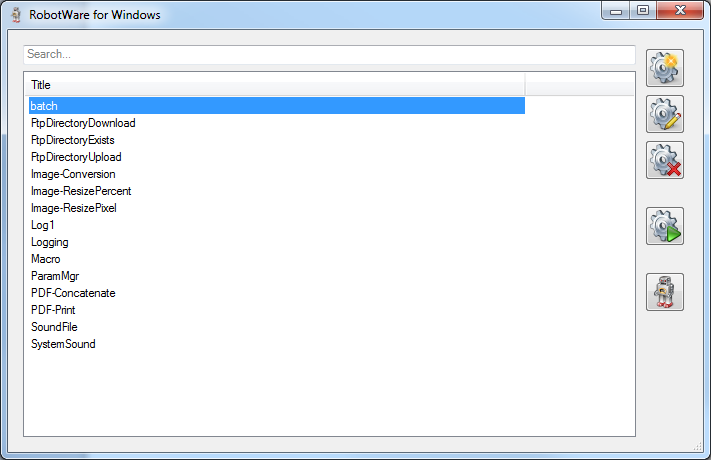 RobotWare for Windows
Search...
Title
batch
FtpDirectoryDownload
FtpDirectoryExists
FtpDirectoryUpload
Image-Conversion
Image-ResizePercent
Image-ResizePixel
Log1
Logging
Macro
ParamMgr
PDF-Concatenate
PDF-Print
SoundFile
SystemSound